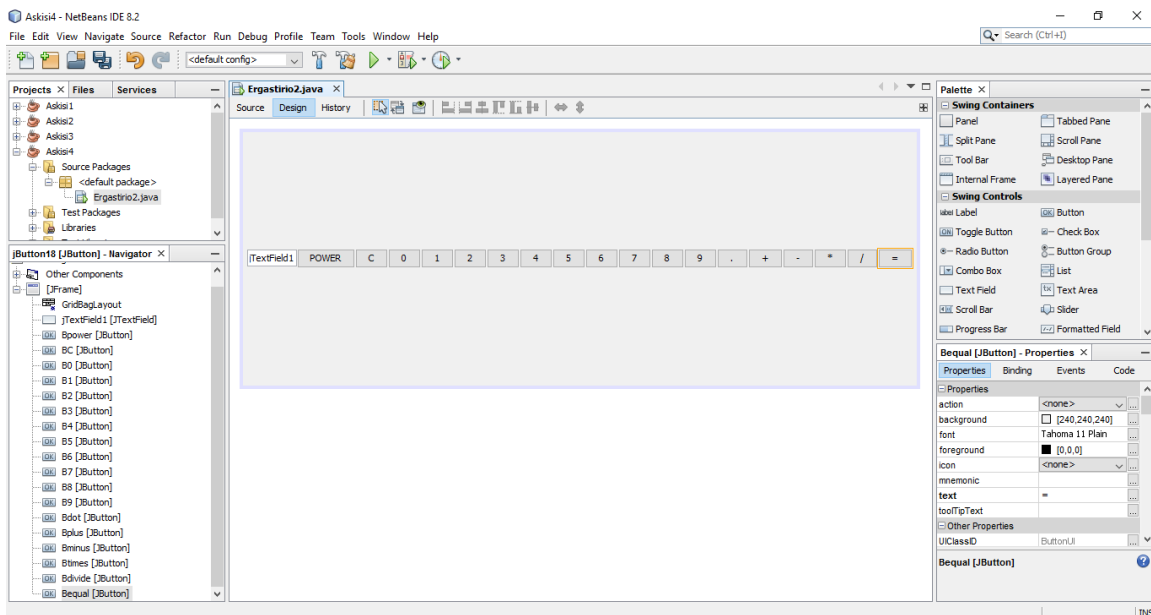 Askisi4 - NetBeans IDE 8.2
File Edit View Navigate Source Refactor Run Debug Profile Team Tools Window Help
Search (Ctrl+I)
<default config>
Projects Files Services
Askisi1
Askisi2
Askisi3
Askisi4
Source Packages
<default package>
Ergastirio2.java
Test Packages
Libraries
jButton18 [JButton] - Navigator
Other Components
[JFrame]
GridBagLayout
jTextField1 [JTextField]
Bpower [JButton]
BC [JButton]
B0 [JButton]
B1 [JButton]
B2 [JButton]
B3 [JButton]
B4 [JButton]
B5 [JButton]
B6 [JButton]
B7 [JButton]
B8 [JButton]
B9 [JButton]
Bdot [JButton]
Bplus [JButton]
Bminus [JButton]
Btimes [JButton]
Bdivide [JButton]
Bequal [JButton]
Ergastirio2.java
Source Design History
jTextField1 POWER C 0 1 2 3 4 5 6 7 8 9 . + - * / =
Palette
Swing Containers
Panel Tabbed Pane
Split Pane Scroll Pane
Tool Bar Desktop Pane
Internal Frame Layered Pane
Swing Controls
label Label OK Button
ON Toggle Button Check Box
Radio Button Button Group
Combo Box List
Text Field Text Area
Scroll Bar Slider
Progress Bar Formatted Field
Bequal [JButton] - Properties
Properties Binding Events Code
Properties
action <none>
background [240,240,240]
font Tahoma 11 Plain
foreground [0,0,0]
icon <none>
mnemonic
text =
toolTipText
Other Properties
UIClassID ButtonUI
Bequal [JButton]
INS